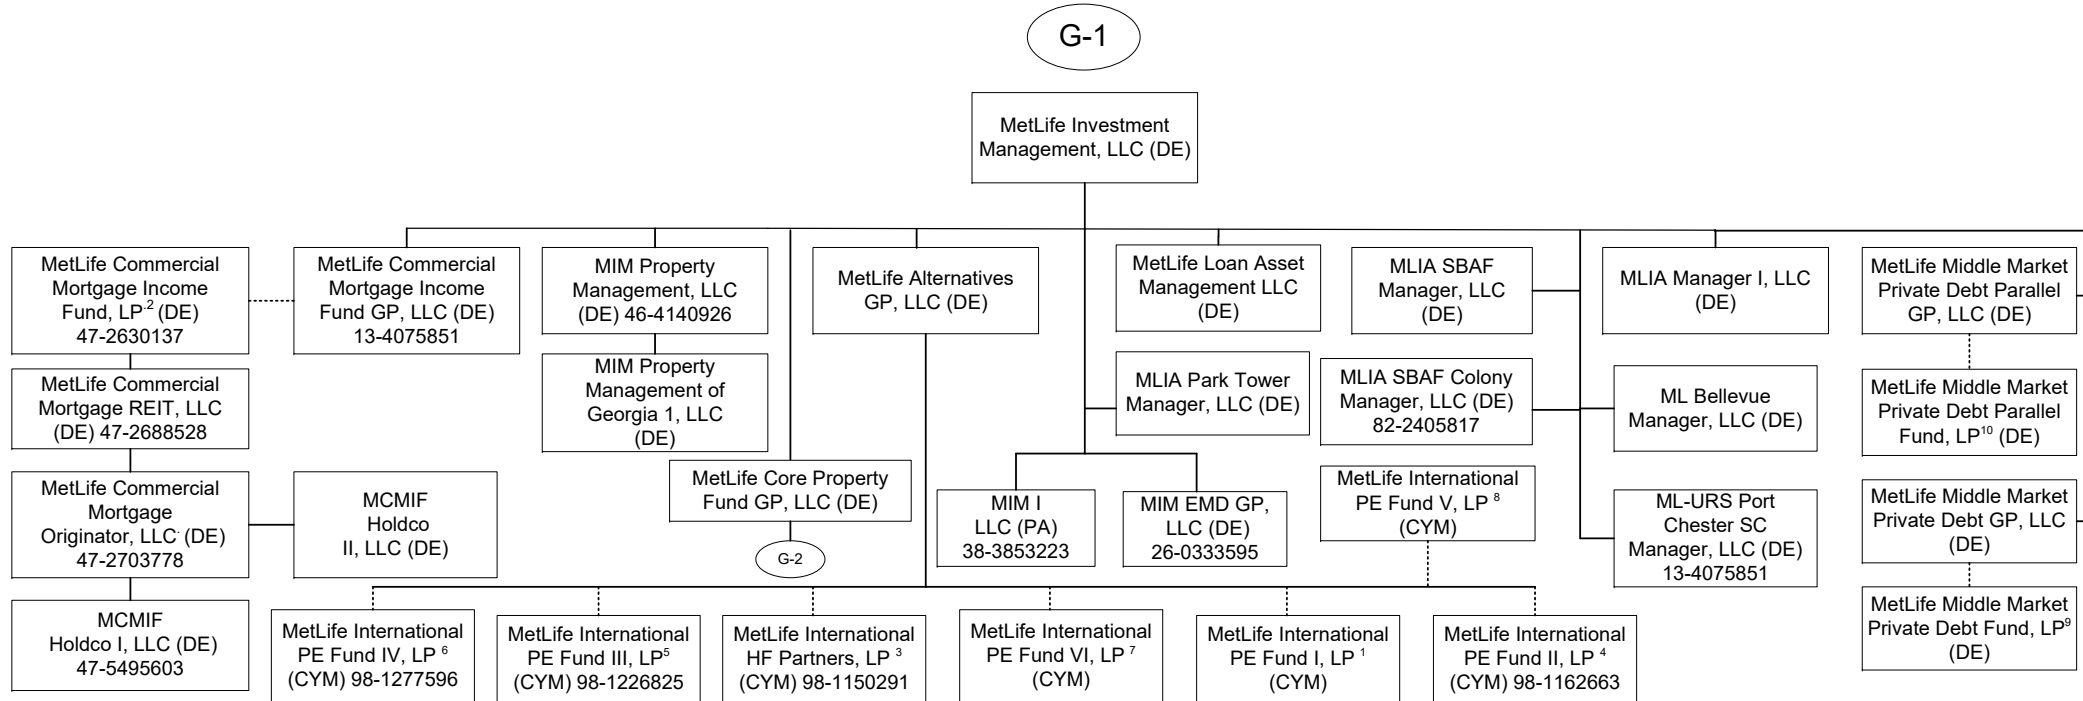 G-1
MetLife Investment
Management, LLC (DE)
MetLife Commercial
Mortgage Income
Fund, LP.² (DE)
47-2630137
MetLife Commercial
Mortgage Income
Fund GP, LLC (DE)
13-4075851
MIM Property
Management, LLC
(DE) 46-4140926
MetLife Alternatives
GP, LLC (DE)
MetLife Loan Asset
Management LLC
(DE)
MLIA SBAF
Manager, LLC
(DE)
MLIA Manager I, LLC
(DE)
MetLife Middle Market
Private Debt Parallel
GP, LLC (DE)
MetLife Commercial
Mortgage REIT, LLC
(DE) 47-2688528
MIM Property
Management of
Georgia 1, LLC
(DE)
MLIA Park Tower
Manager, LLC (DE)
MLIA SBAF Colony
Manager, LLC (DE)
82-2405817
ML Bellevue
Manager, LLC (DE)
MetLife Middle Market
Private Debt Parallel
Fund, LP¹⁰ (DE)
MetLife Commercial
Mortgage
Originator, LLC (DE)
47-2703778
MCMIF
Holdco
II, LLC (DE)
MetLife Core Property
Fund GP, LLC (DE)
G-2
MIM I
LLC (PA)
38-3853223
MIM EMD GP,
LLC (DE)
26-0333595
MetLife International
PE Fund V, LP ⁸
(CYM)
ML-URS Port
Chester SC
Manager, LLC (DE)
13-4075851
MetLife Middle Market
Private Debt GP, LLC
(DE)
MCMIF
Holdco I, LLC (DE)
47-5495603
MetLife International
PE Fund IV, LP ⁶
(CYM) 98-1277596
MetLife International
PE Fund III, LP⁵
(CYM) 98-1226825
MetLife International
HF Partners, LP ³
(CYM) 98-1150291
MetLife International
PE Fund VI, LP ⁷
(CYM)
MetLife International
PE Fund I, LP ¹
(CYM)
MetLife International
PE Fund II, LP ⁴
(CYM) 98-1162663
MetLife Middle Market
Private Debt Fund, LP⁹
(DE)